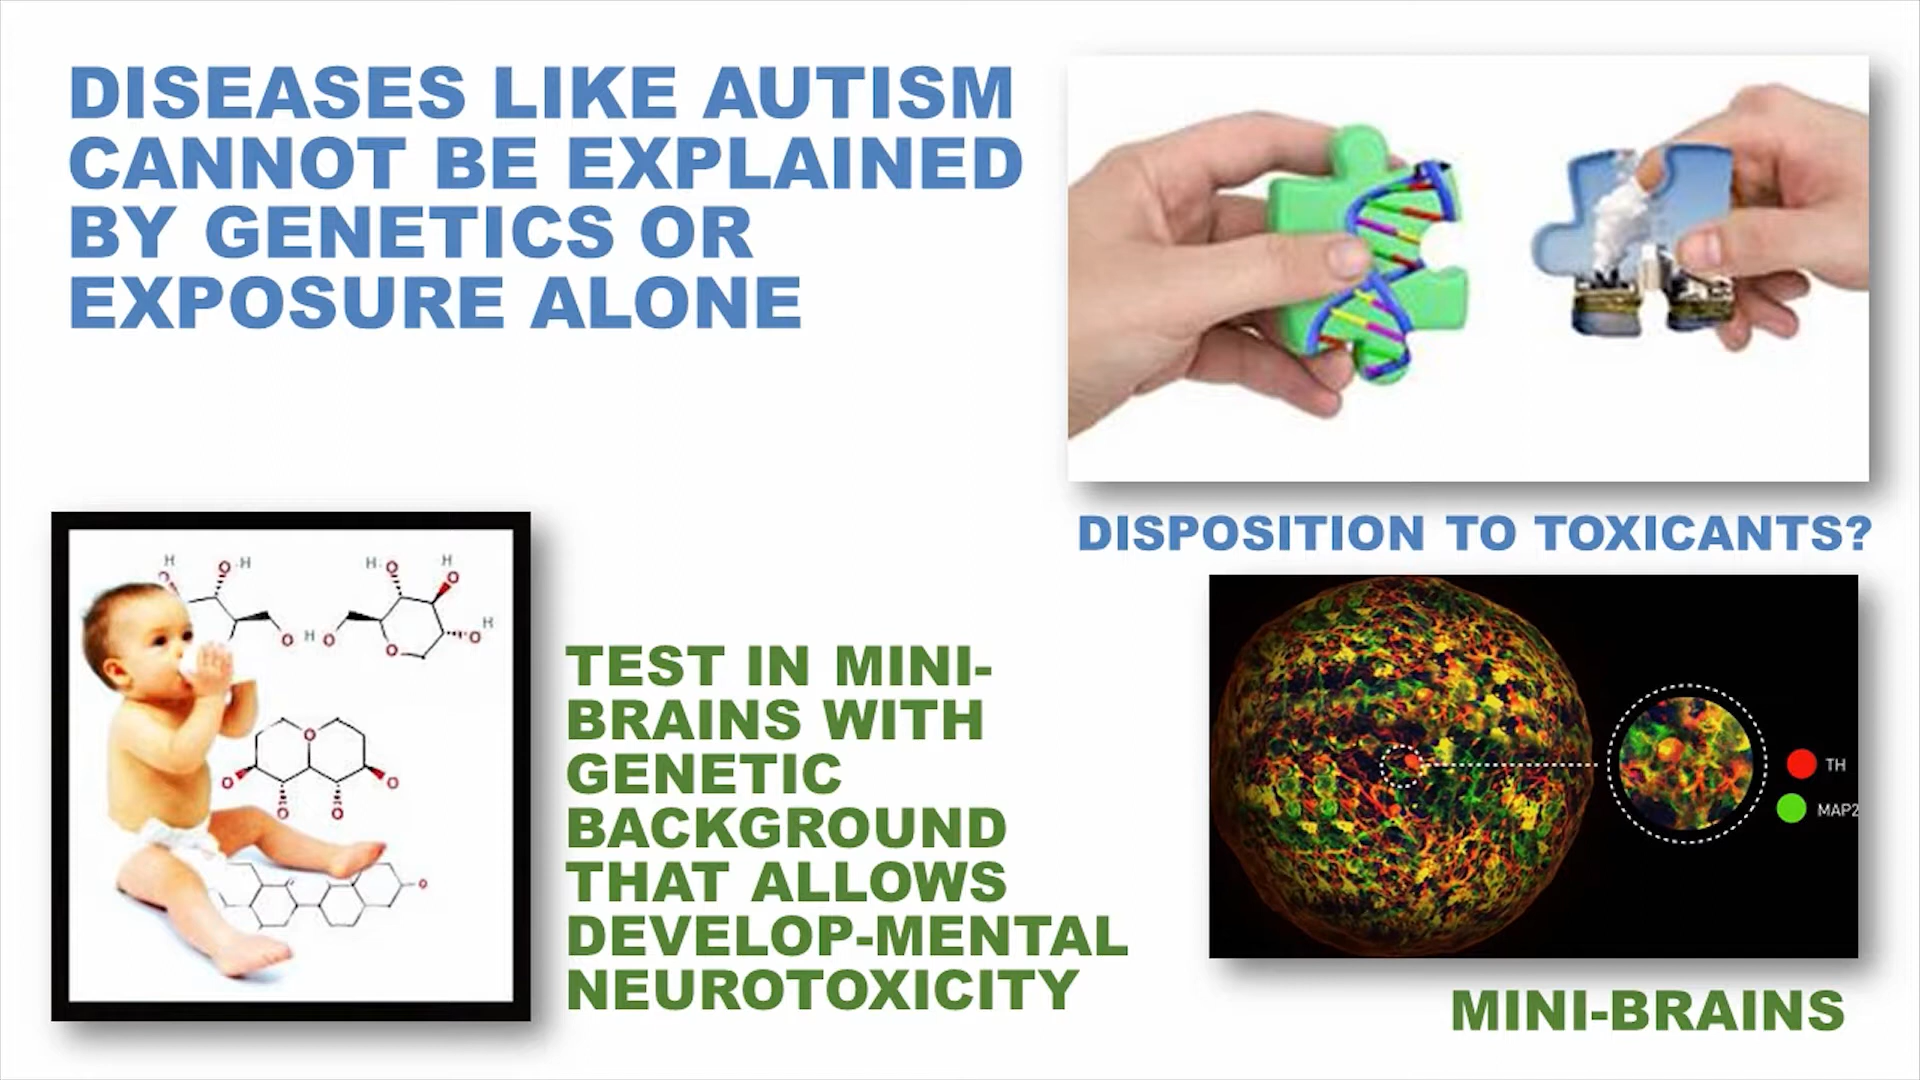 DISEASES LIKE AUTISM
CANNOT BE EXPLAINED
BY GENETICS OR
EXPOSURE ALONE
DISPOSITION TO TOXICANTS?
H
O
O
H
O
H
O
H
O
H
O
H
O
O
O
O
O
O
O
O
TEST IN MINI-
BRAINS WITH
GENETIC
BACKGROUND
THAT ALLOWS
DEVELOP-MENTAL
NEUROTOXICITY
TH
MAP2
MINI-BRAINS